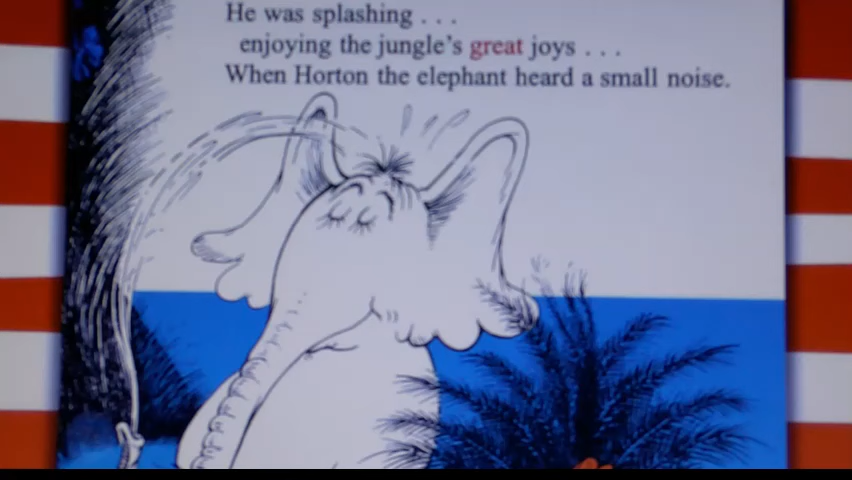 He was splashing . . .
enjoying the jungle's great joys . . .
When Horton the elephant heard a small noise.